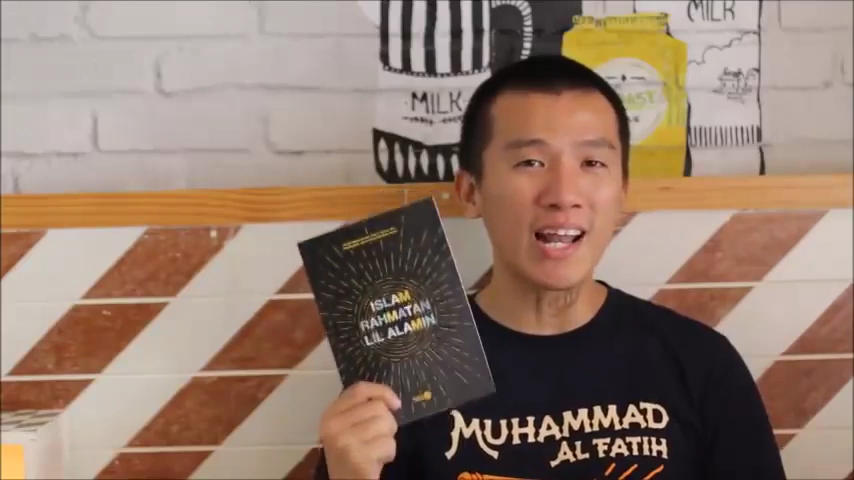 MILK
MILK
ISLAM
RAHMATAN
LIL ALAMIN
MUHAMMAD
AL FATIH